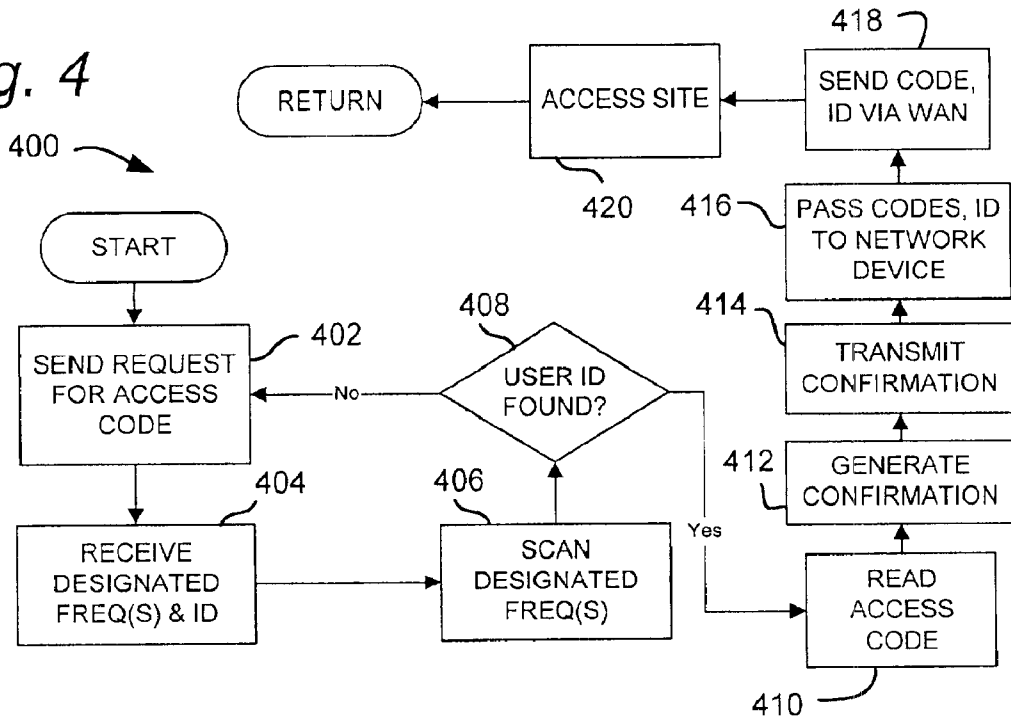 g. 4
400
START
402
SEND REQUEST
FOR ACCESS
CODE
404
RECEIVE
DESIGNATED
FREQ(S) & ID
406
SCAN
DESIGNATED
FREQ(S)
408
USER ID
FOUND?
No
Yes
READ
ACCESS
CODE
410
412
GENERATE
CONFIRMATION
414
TRANSMIT
CONFIRMATION
416
PASS CODES, ID
TO NETWORK
DEVICE
418
SEND CODE,
ID VIA WAN
ACCESS SITE
420
RETURN